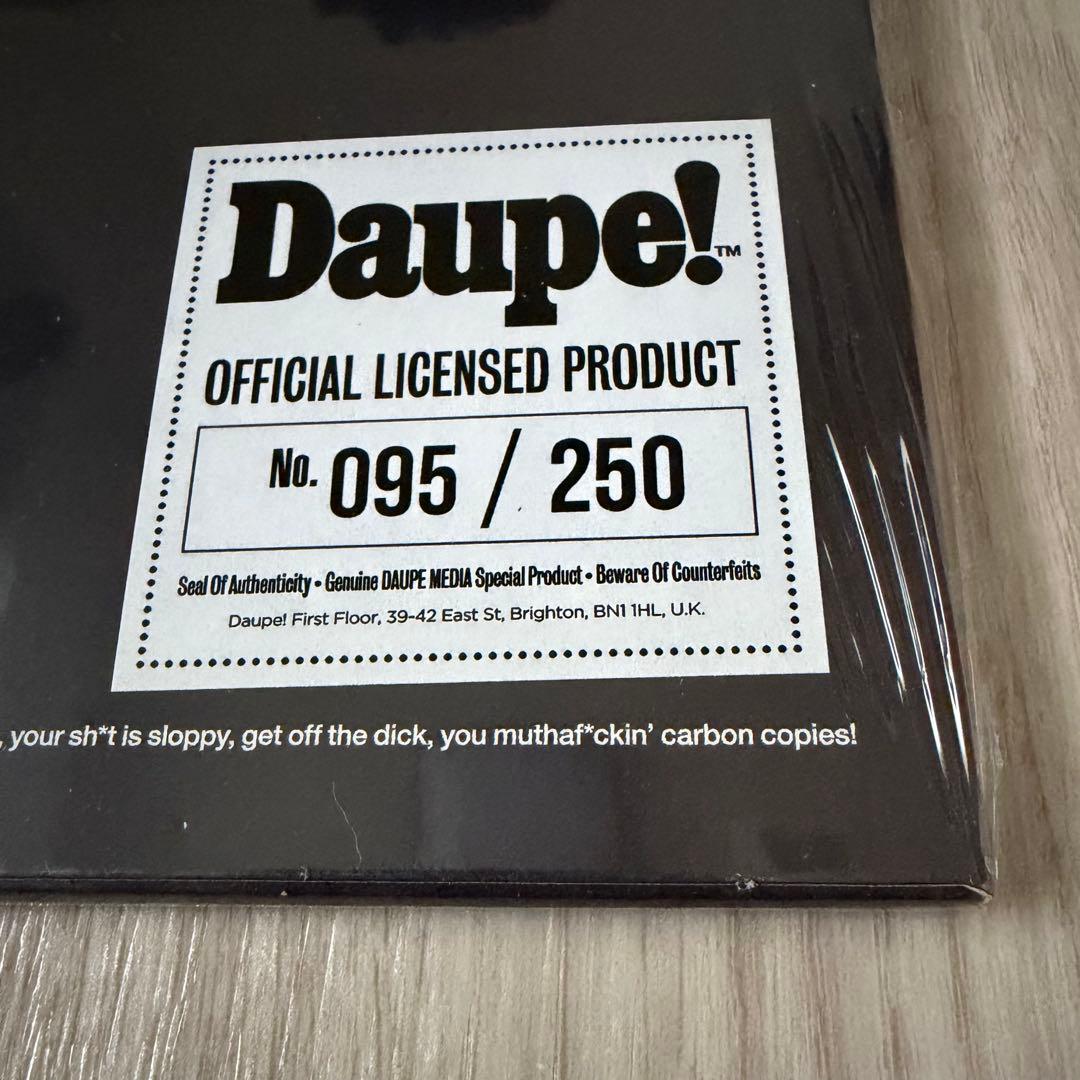 Daupe!™
OFFICIAL LICENSED PRODUCT
No. 095 / 250
Seal Of Authenticity • Genuine DAUPE MEDIA Special Product • Beware Of Counterfeits
Daupe! First Floor, 39-42 East St, Brighton, BN1 1HL, U.K.
, your sh*t is sloppy, get off the dick, you muthaf*ckin’ carbon copies!